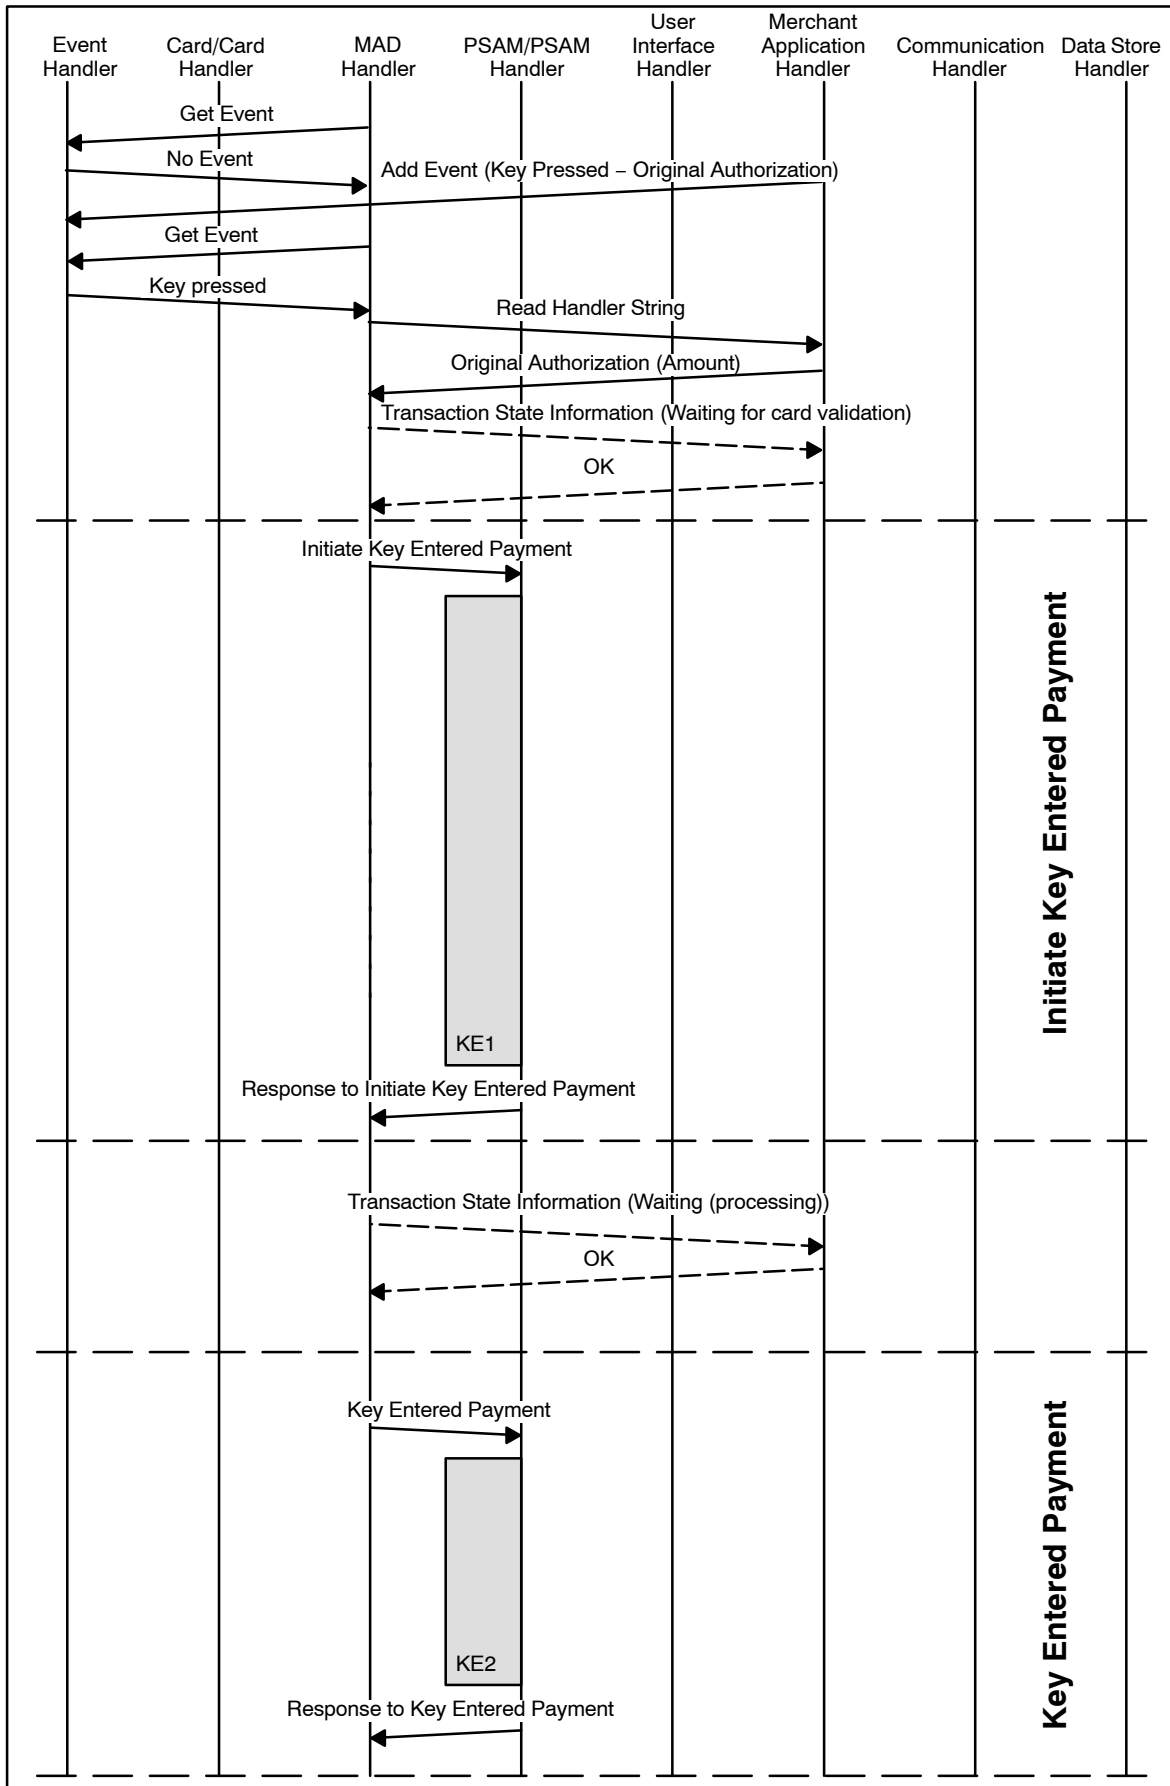 Event
Handler
Card/Card
Handler
MAD
Handler
PSAM/PSAM
Handler
User
Interface
Handler
Merchant
Application
Handler
Communication
Handler
Data Store
Handler
Get Event
No Event
Add Event (Key Pressed – Original Authorization)
Get Event
Key pressed
Read Handler String
Original Authorization (Amount)
Transaction State Information (Waiting for card validation)
OK
Initiate Key Entered Payment
Initiate Key Entered Payment
KE1
Response to Initiate Key Entered Payment
Transaction State Information (Waiting (processing))
OK
Key Entered Payment
Key Entered Payment
KE2
Response to Key Entered Payment